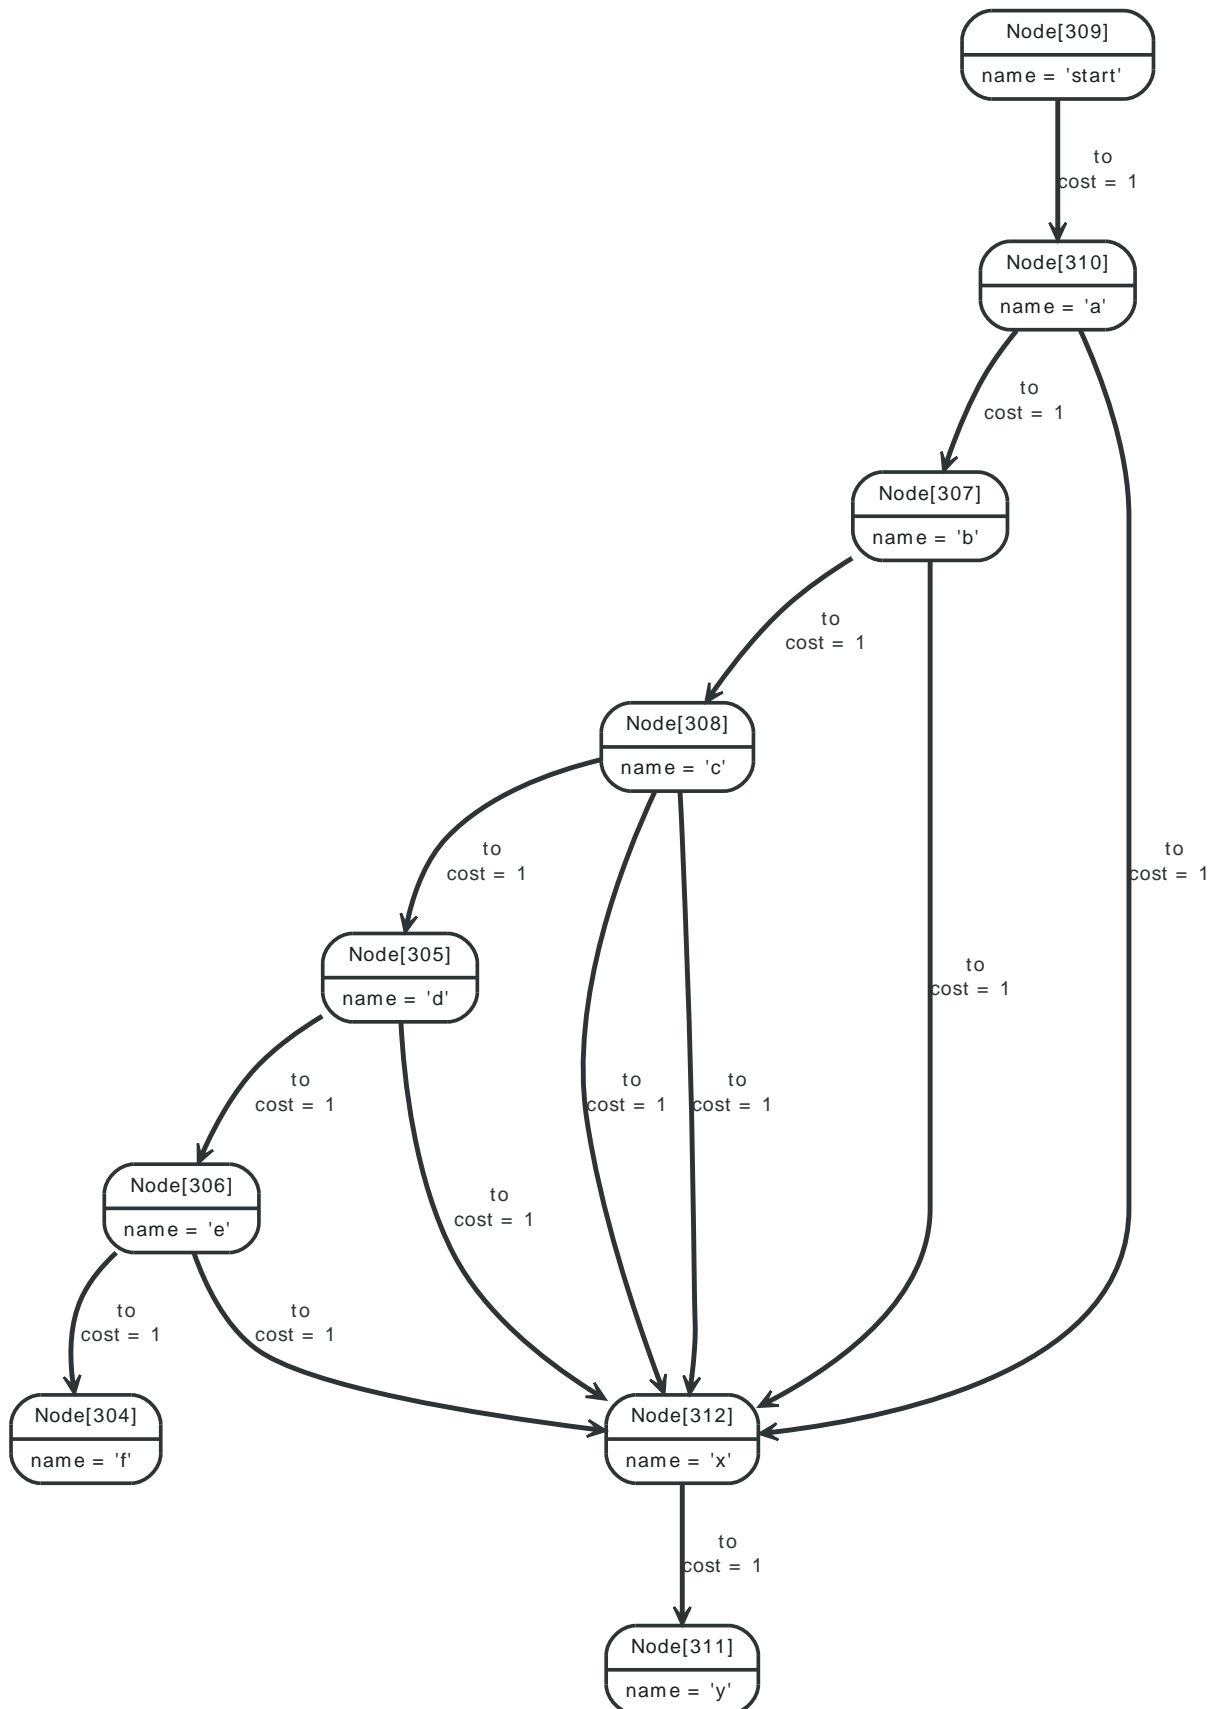 Node[309]
name = 'start'
to
cost = 1
Node[310]
name = 'a'
to
cost = 1
Node[307]
name = 'b'
to
cost = 1
Node[308]
name = 'c'
to
cost = 1
to
cost = 1
Node[305]
name = 'd'
to
cost = 1
to
cost = 1
to
cost = 1
to
cost = 1
Node[306]
name = 'e'
to
cost = 1
to
cost = 1
to
cost = 1
Node[304]
name = 'f'
Node[312]
name = 'x'
to
cost = 1
Node[311]
name = 'y'